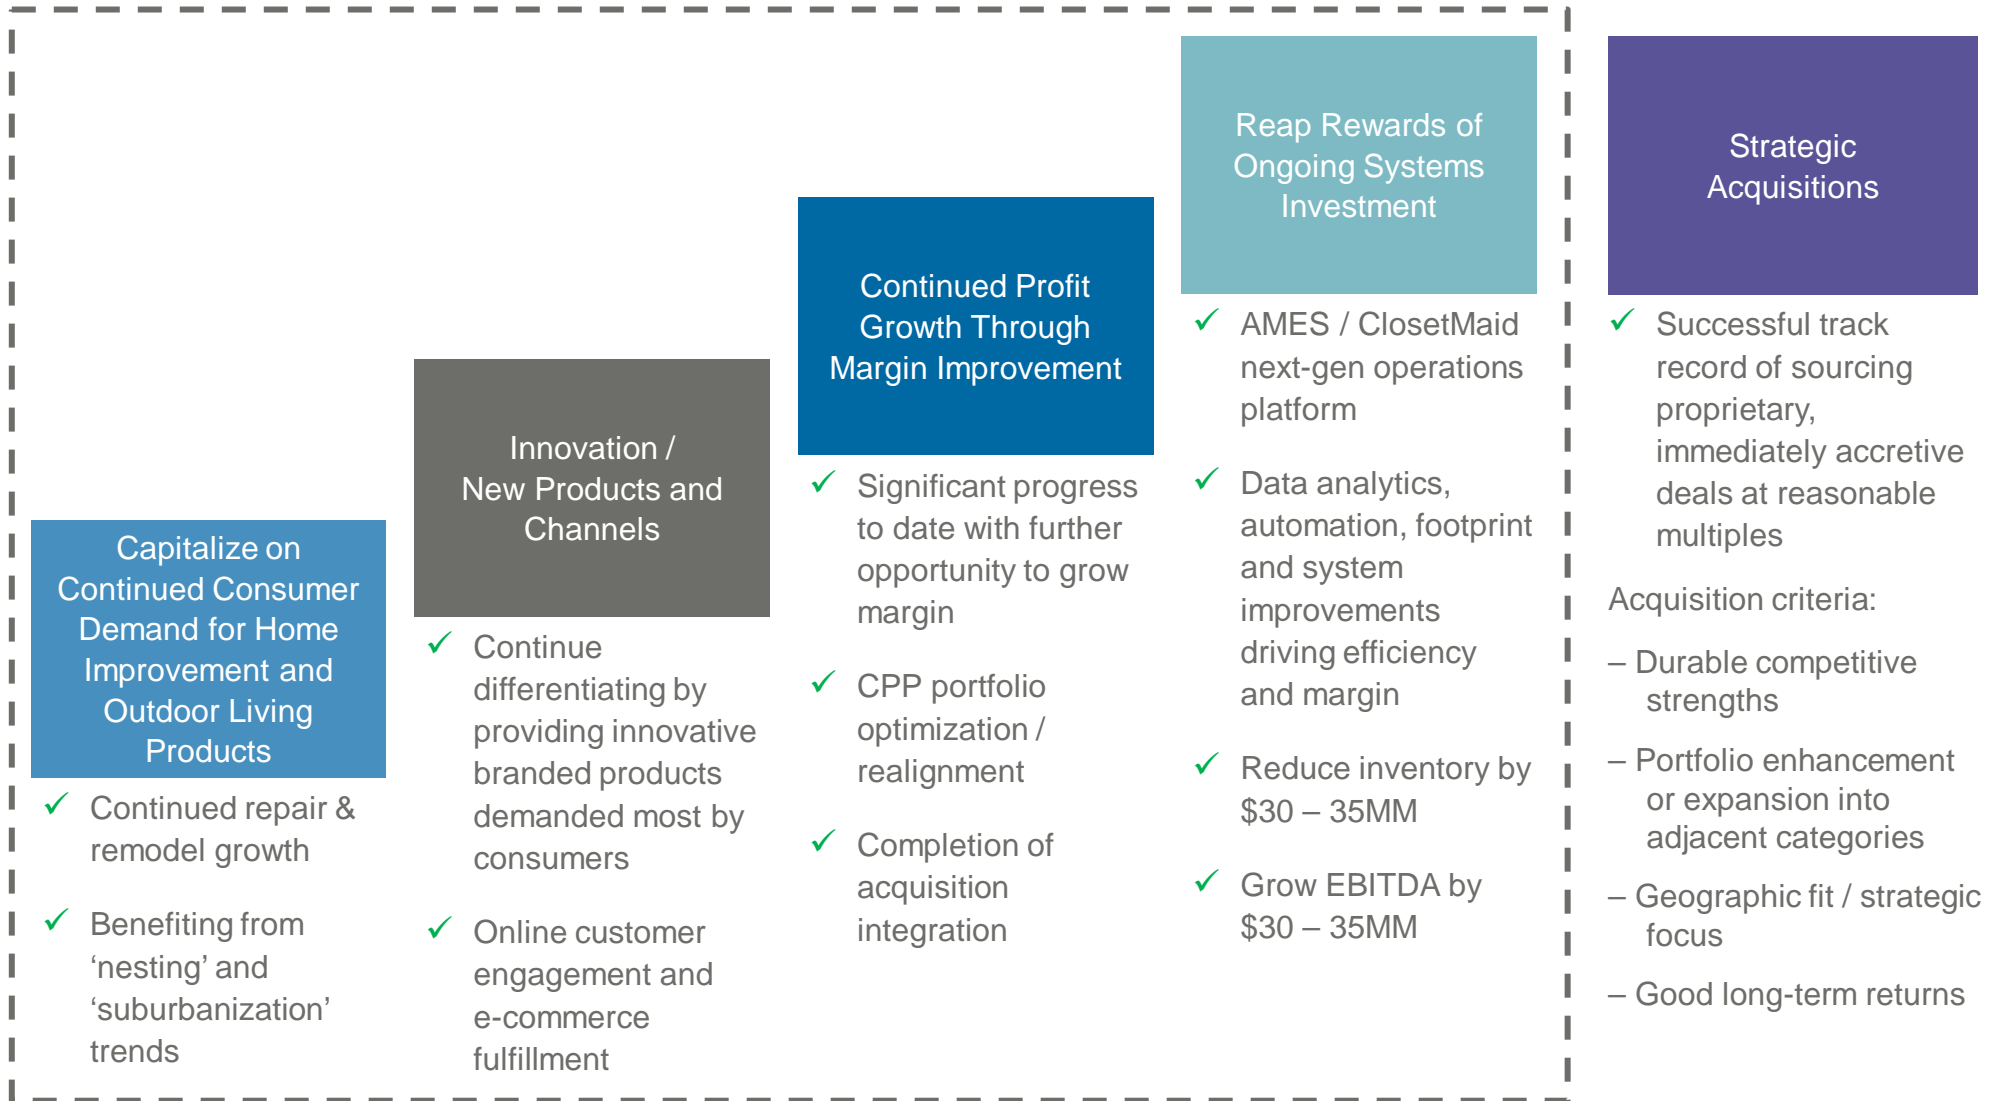 Capitalize on
Continued Consumer
Demand for Home
Improvement and
Outdoor Living
Products
✓ Continued repair &
remodel growth
✓ Benefiting from
‘nesting’ and
‘suburbanization’
trends
Innovation /
New Products and
Channels
✓ Continue
differentiating by
providing innovative
branded products
demanded most by
consumers
✓ Online customer
engagement and
e-commerce
fulfillment
Continued Profit
Growth Through
Margin Improvement
✓ Significant progress
to date with further
opportunity to grow
margin
✓ CPP portfolio
optimization /
realignment
✓ Completion of
acquisition
integration
Reap Rewards of
Ongoing Systems
Investment
✓ AMES / ClosetMaid
next-gen operations
platform
✓ Data analytics,
automation, footprint
and system
improvements
driving efficiency
and margin
✓ Reduce inventory by
$30 – 35MM
✓ Grow EBITDA by
$30 – 35MM
Strategic
Acquisitions
✓ Successful track
record of sourcing
proprietary,
immediately accretive
deals at reasonable
multiples
Acquisition criteria:
– Durable competitive
strengths
– Portfolio enhancement
or expansion into
adjacent categories
– Geographic fit / strategic
focus
– Good long-term returns